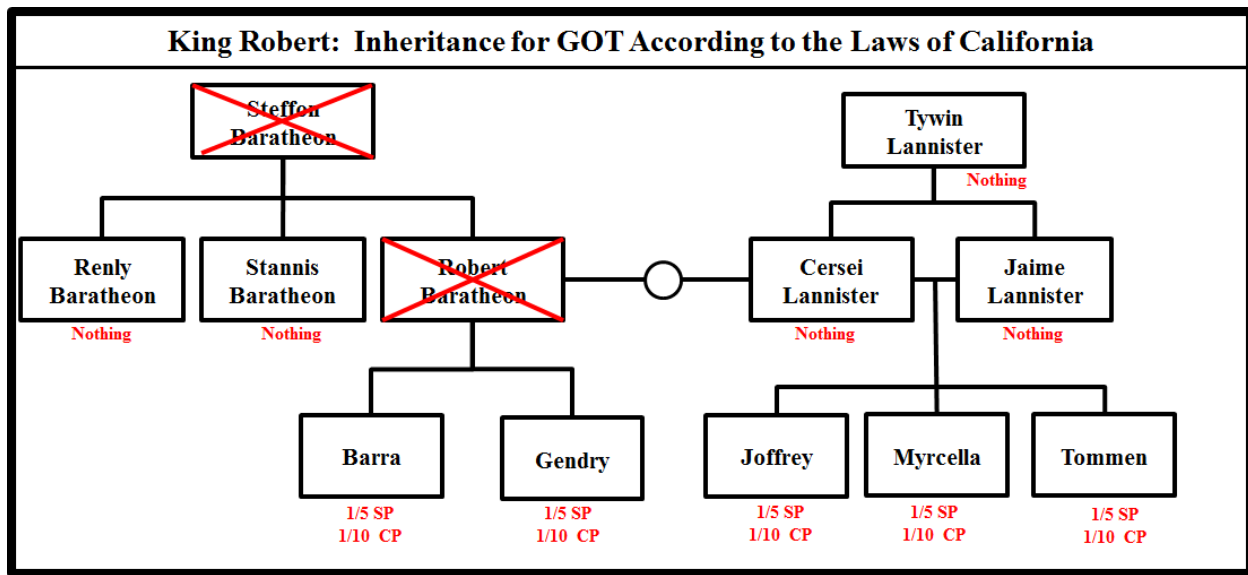 King Robert: Inheritance for GOT According to the Laws of California
Steffon
Baratheon
Tywin
Lannister
Nothing
Renly
Baratheon
Nothing
Stannis
Baratheon
Nothing
Robert
Baratheon
Cersei
Lannister
Nothing
Jaime
Lannister
Nothing
Barra
1/5 SP
1/10 CP
Gendry
1/5 SP
1/10 CP
Joffrey
1/5 SP
1/10 CP
Myrcella
1/5 SP
1/10 CP
Tommen
1/5 SP
1/10 CP